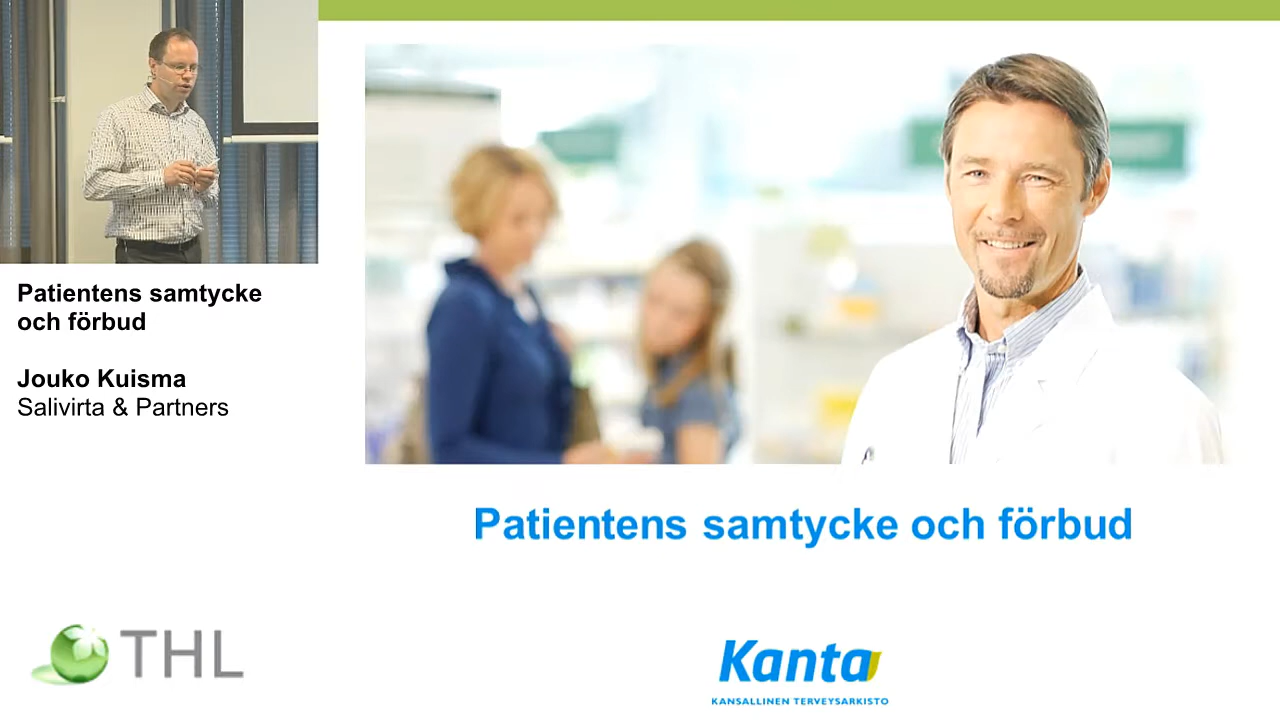 Patientens samtycke
och förbud
Jouko Kuisma
Salivirta & Partners
THL
Patientens samtycke och förbud
Kanta
KANSALLINEN TERVEYSARKISTO